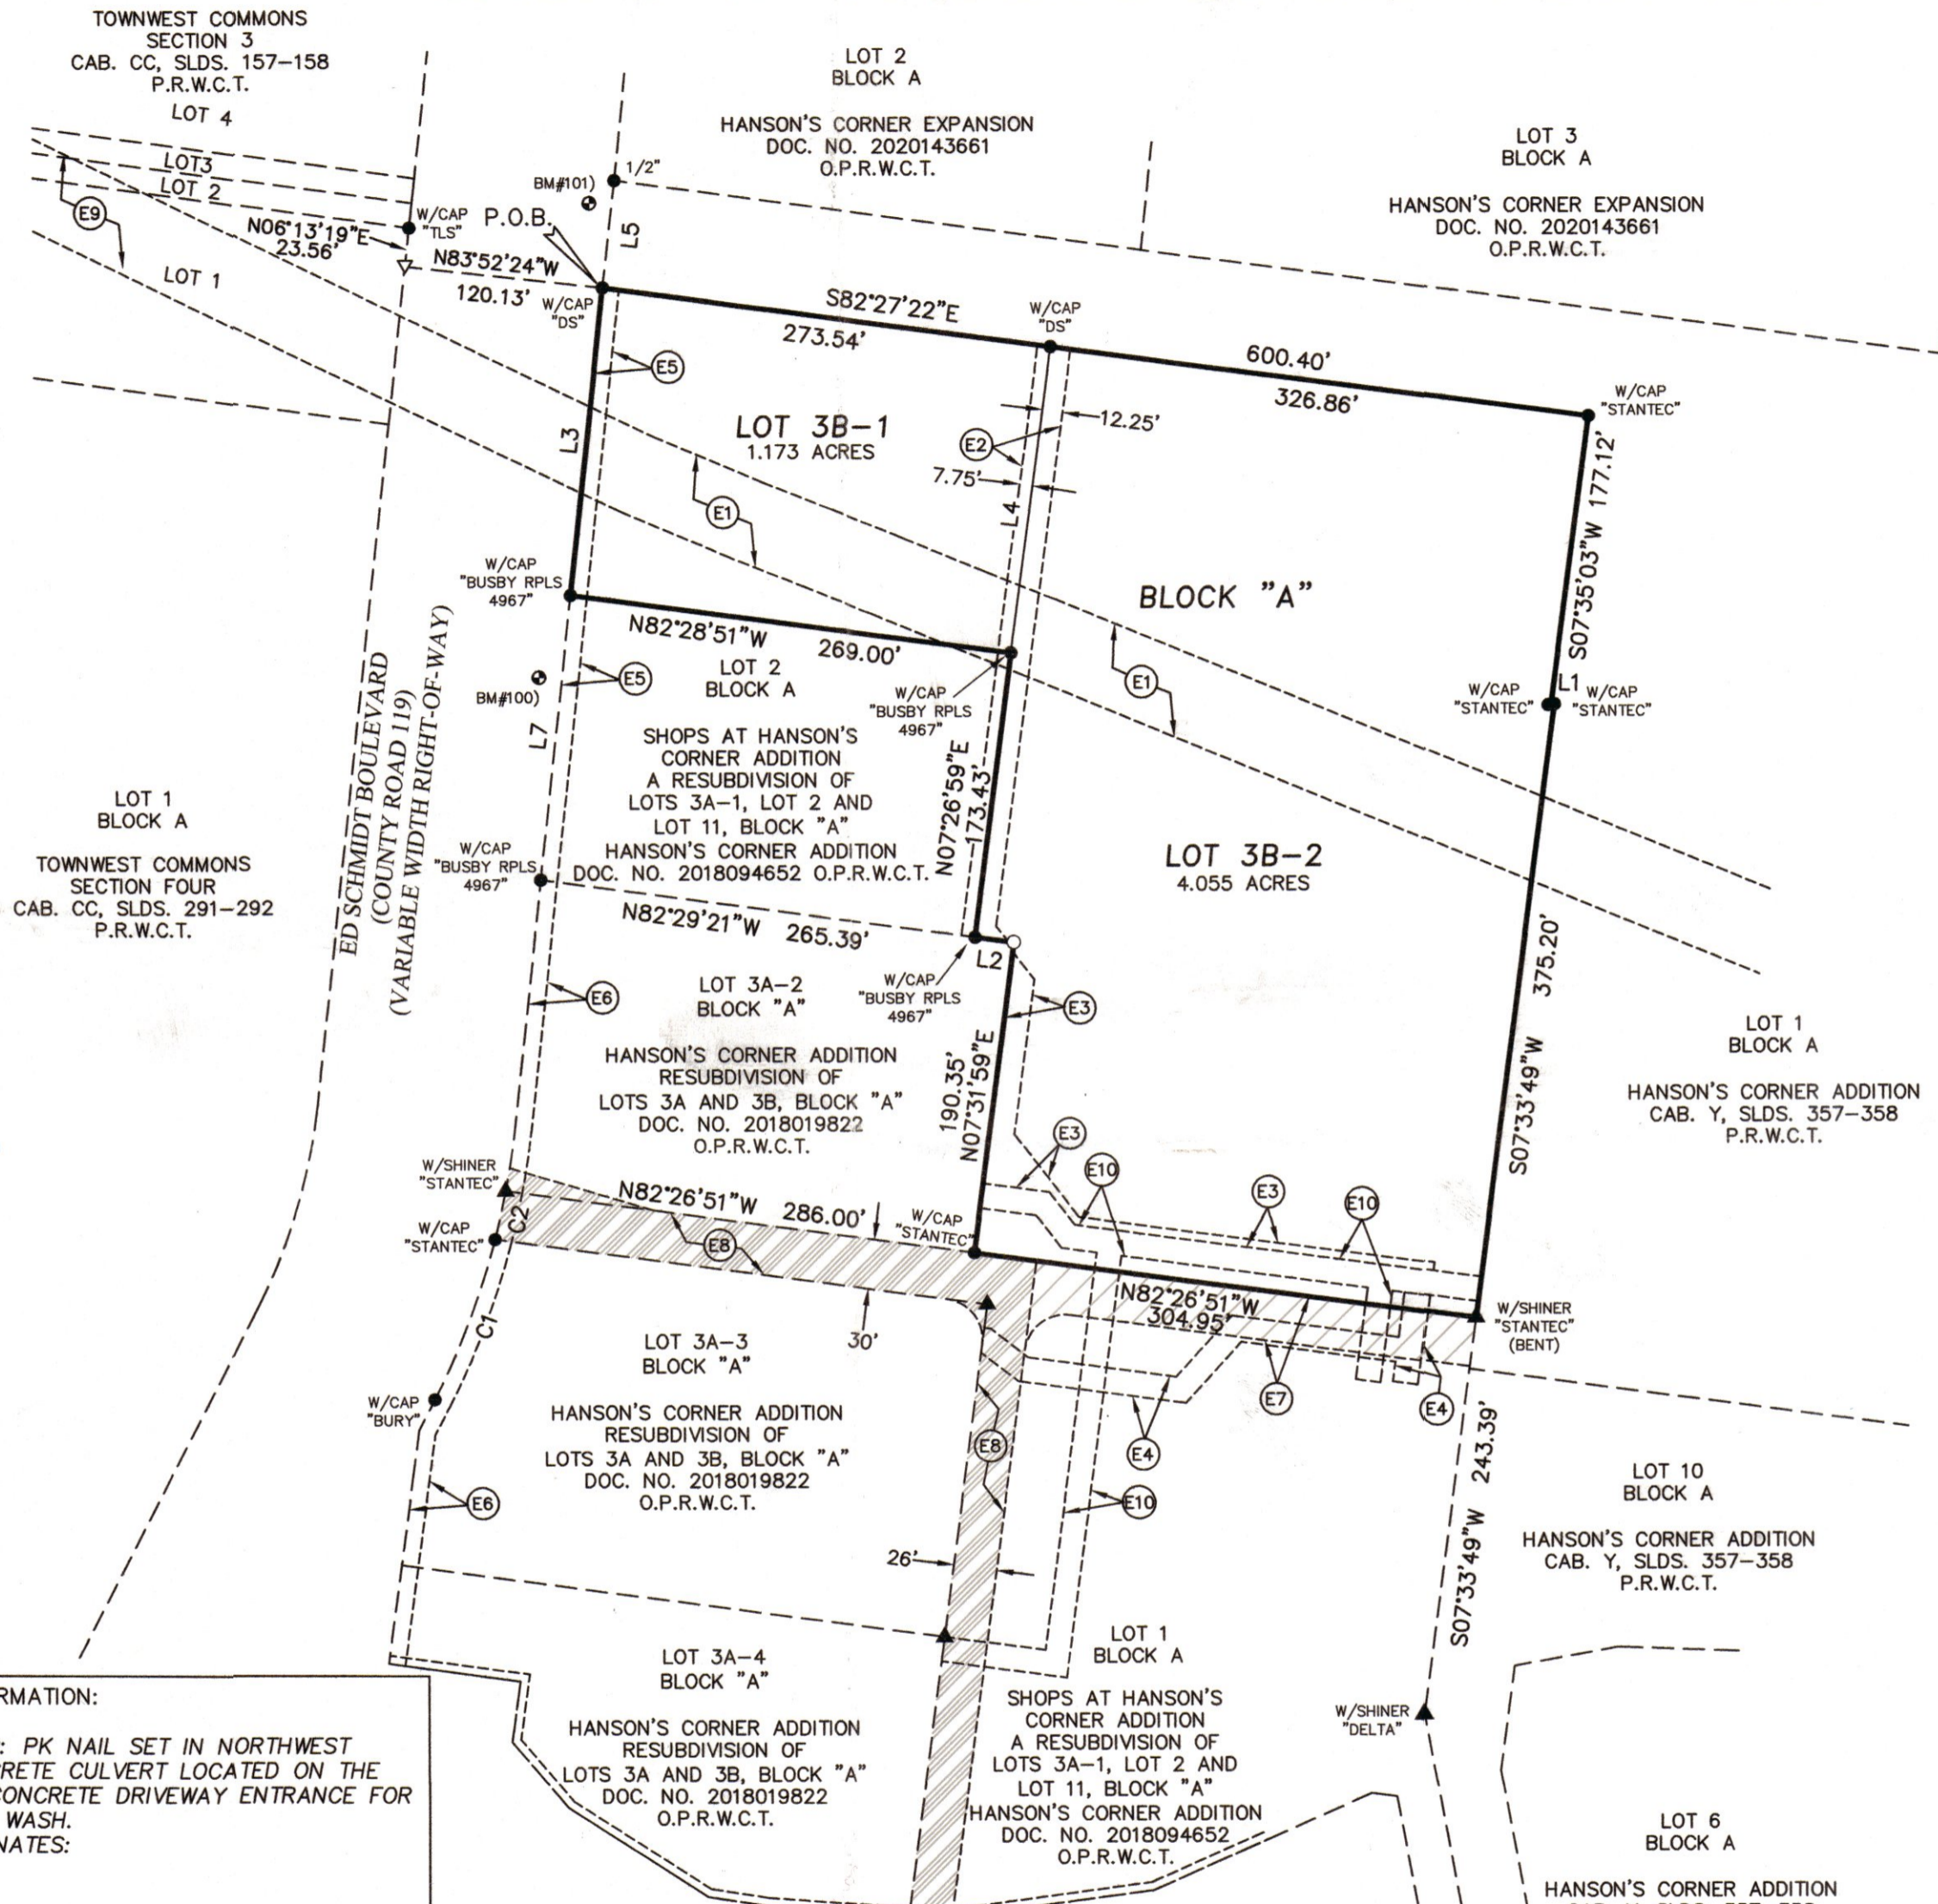 TOWNWEST COMMONS
SECTION 3
CAB. CC, SLDS. 157-158
P.R.W.C.T.
LOT 4
LOT3
LOT 2
LOT 1
E9
N06°13'19"E
23.56'
W/CAP
"TLS"
N83°52'24"W
120.13'
P.O.B.
BM#101)
1/2"
L5
W/CAP
"DS"
LOT 2
BLOCK A
HANSON'S CORNER EXPANSION
DOC. NO. 2020143661
O.P.R.W.C.T.
LOT 3
BLOCK A
HANSON'S CORNER EXPANSION
DOC. NO. 2020143661
O.P.R.W.C.T.
S82°27'22"E
273.54'
W/CAP
"DS"
600.40'
326.86'
W/CAP
"STANTEC"
E5
L3
LOT 3B-1
1.173 ACRES
E2
12.25'
7.75'
L4
E1
S07°35'03"W 177.12'
BLOCK "A"
W/CAP
"BUSBY RPLS
4967"
N82°28'51"W
269.00'
E1
L1
W/CAP
"STANTEC"
W/CAP
"STANTEC"
E5
BM#100)
L7
LOT 2
BLOCK A
SHOPS AT HANSON'S
CORNER ADDITION
A RESUBDIVISION OF
LOTS 3A-1, LOT 2 AND
LOT 11, BLOCK "A"
HANSON'S CORNER ADDITION
DOC. NO. 2018094652 O.P.R.W.C.T.
W/CAP
"BUSBY RPLS
4967"
N07°26'59"E
173.43'
ED SCHMIDT BOULEVARD
(COUNTY ROAD 119)
(VARIABLE WIDTH RIGHT-OF-WAY)
LOT 1
BLOCK A
TOWNWEST COMMONS
SECTION FOUR
CAB. CC, SLDS. 291-292
P.R.W.C.T.
W/CAP
"BUSBY RPLS
4967"
LOT 3B-2
4.055 ACRES
N82°29'21"W
265.39'
L2
W/CAP
"BUSBY RPLS
4967"
S07°33'49"W 375.20'
E6
LOT 3A-2
BLOCK "A"
HANSON'S CORNER ADDITION
RESUBDIVISION OF
LOTS 3A AND 3B, BLOCK "A"
DOC. NO. 2018019822
O.P.R.W.C.T.
E3
190.35'
N07°31'59"E
LOT 1
BLOCK A
HANSON'S CORNER ADDITION
CAB. Y, SLDS. 357-358
P.R.W.C.T.
E3
E10
E3
E10
W/SHINER
"STANTEC"
N82°26'51"W
286.00'
W/CAP
"STANTEC"
W/CAP
"STANTEC"
C2
E8
N82°26'51"W
304.95'
W/SHINER
"STANTEC"
(BENT)
C1
30'
LOT 3A-3
BLOCK "A"
HANSON'S CORNER ADDITION
RESUBDIVISION OF
LOTS 3A AND 3B, BLOCK "A"
DOC. NO. 2018019822
O.P.R.W.C.T.
W/CAP
"BURY"
E7
E4
E4
E8
E10
E6
26'
S07°33'49"W 243.39'
LOT 10
BLOCK A
HANSON'S CORNER ADDITION
CAB. Y, SLDS. 357-358
P.R.W.C.T.
LOT 3A-4
BLOCK "A"
HANSON'S CORNER ADDITION
RESUBDIVISION OF
LOTS 3A AND 3B, BLOCK "A"
DOC. NO. 2018019822
O.P.R.W.C.T.
LOT 1
BLOCK A
SHOPS AT HANSON'S
CORNER ADDITION
A RESUBDIVISION OF
LOTS 3A-1, LOT 2 AND
LOT 11, BLOCK "A"
HANSON'S CORNER ADDITION
DOC. NO. 2018094652
O.P.R.W.C.T.
W/SHINER
"DELTA"
LOT 6
BLOCK A
HANSON'S CORNER ADDITION
RMATION:
: PK NAIL SET IN NORTHWEST
RETE CULVERT LOCATED ON THE
CONCRETE DRIVEWAY ENTRANCE FOR
WASH.
NATES: